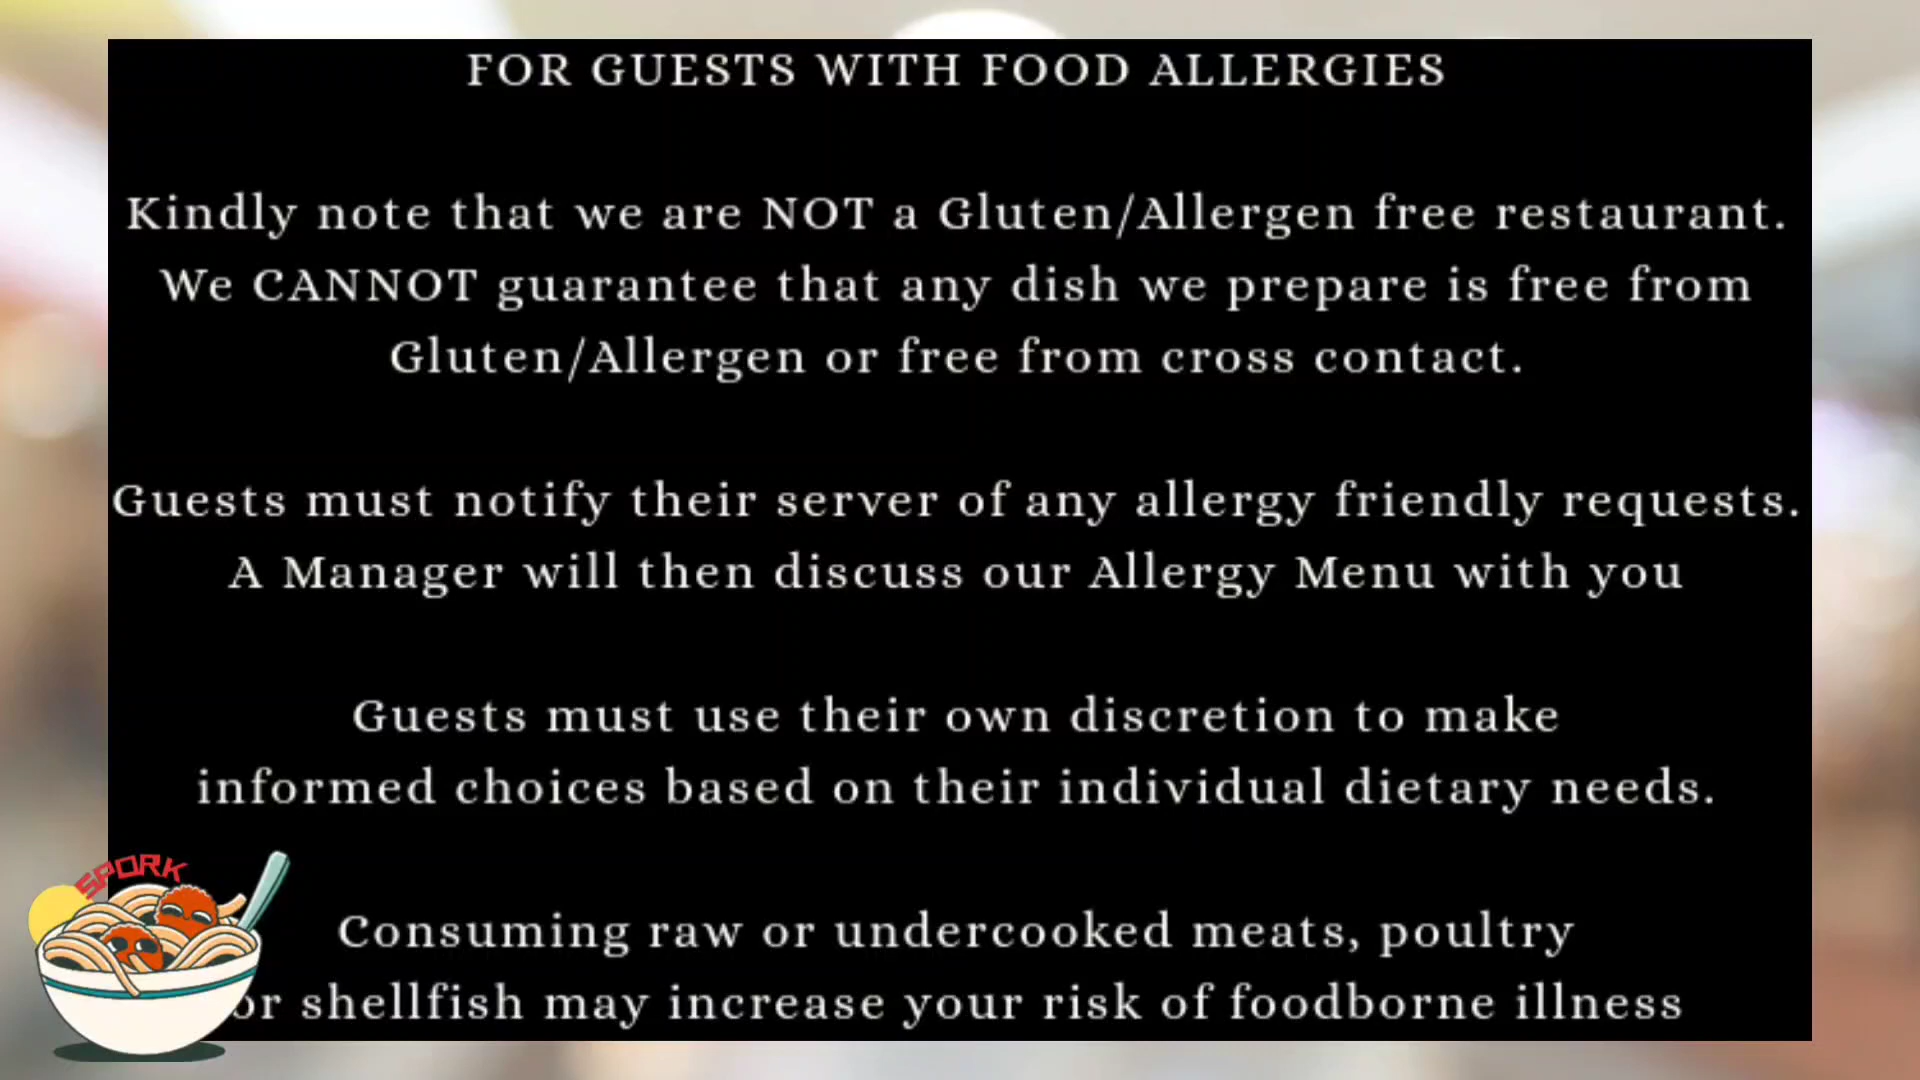 FOR GUESTS WITH FOOD ALLERGIES
Kindly note that we are NOT a Gluten/Allergen free restaurant.
We CANNOT guarantee that any dish we prepare is free from
Gluten/Allergen or free from cross contact.
Guests must notify their server of any allergy friendly requests.
A Manager will then discuss our Allergy Menu with you
Guests must use their own discretion to make
informed choices based on their individual dietary needs.
Consuming raw or undercooked meats, poultry
or shellfish may increase your risk of foodborne illness
SPORK